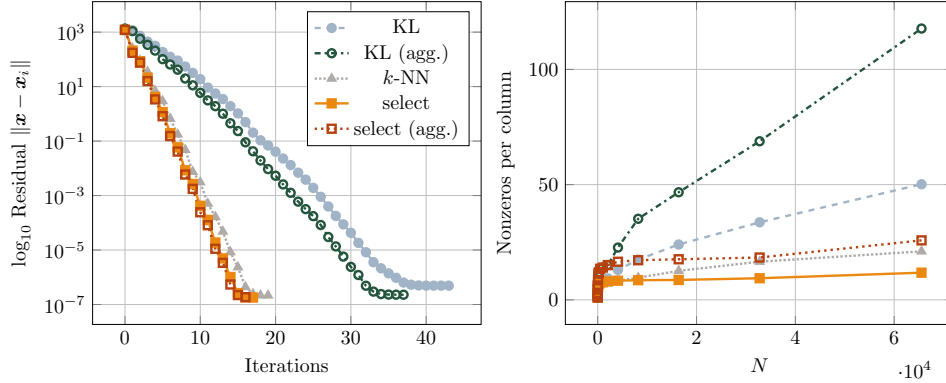 10^3
10^1
10^{-1}
10^{-3}
10^{-5}
10^{-7}
log_{10} Residual ‖x − x_i‖
0 10 20 30 40
Iterations
KL
KL (agg.)
k-NN
select
select (agg.)
100
50
0
Nonzeros per column
0 2 4 6
·10^4
N